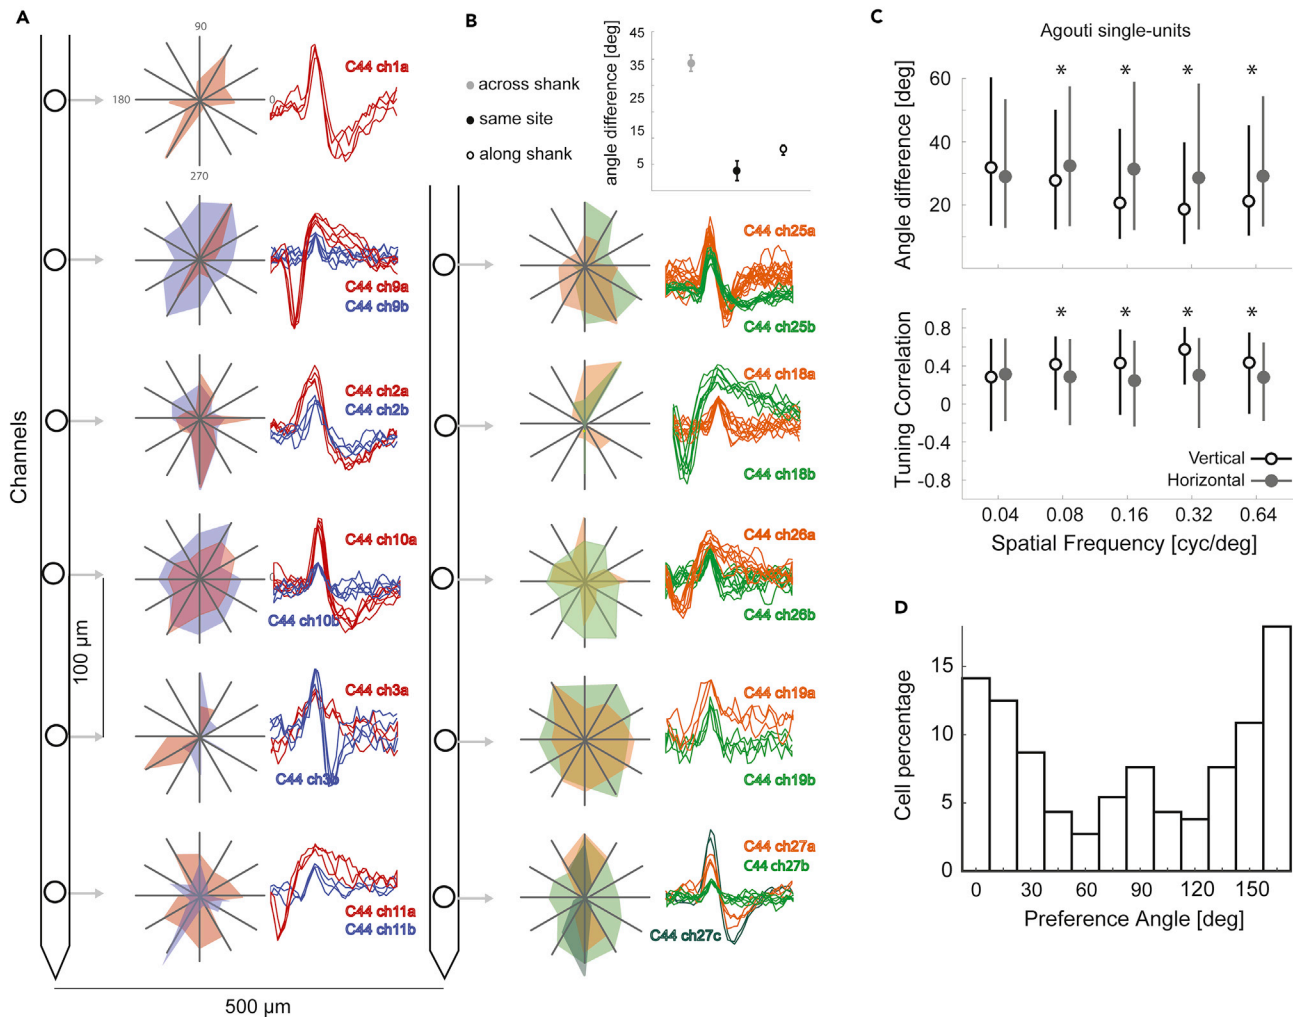 A
90
180
0
270
C44 ch1a
C44 ch9a
C44 ch9b
C44 ch2a
C44 ch2b
C44 ch10a
C44 ch10b
C44 ch3a
C44 ch3b
C44 ch11a
C44 ch11b
Channels
100 µm
500 µm
B
across shank
same site
along shank
angle difference [deg]
45
35
25
15
5
C44 ch25a
C44 ch25b
C44 ch18a
C44 ch18b
C44 ch26a
C44 ch26b
C44 ch19a
C44 ch19b
C44 ch27a
C44 ch27b
C44 ch27c
C
Agouti single-units
Angle difference [deg]
60
40
20
* * * *
Tuning Correlation
0.8
0.4
0
-0.4
-0.8
* * * *
Vertical
Horizontal
0.04 0.08 0.16 0.32 0.64
Spatial Frequency [cyc/deg]
D
Cell percentage
15
10
5
0
0 30 60 90 120 150
Preference Angle [deg]